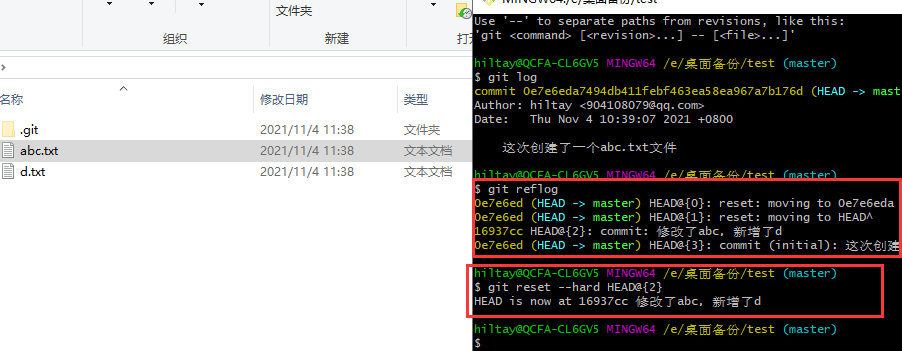 文件夹
组织
新建
打
MINGW64:/e/桌面备份/test
名称
修改日期
类型
.git
2021/11/4 11:38
文件夹
abc.txt
2021/11/4 11:38
文本文档
d.txt
2021/11/4 11:38
文本文档
Use '--' to separate paths from revisions, like this:
'git <command> [<revision>...] -- [<file>...]'
hiltay@QCFA-CL6GV5 MINGW64 /e/桌面备份/test (master)
$ git log
commit 0e7e6eda7494db411febf463ea58ea967a7b176d (HEAD -> mast
Author: hiltay <904108079@qq.com>
Date:   Thu Nov 4 10:39:07 2021 +0800
这次创建了一个abc.txt文件
hiltay@QCFA-CL6GV5 MINGW64 /e/桌面备份/test (master)
$ git reflog
0e7e6ed (HEAD -> master) HEAD@{0}: reset: moving to 0e7e6eda
0e7e6ed (HEAD -> master) HEAD@{1}: reset: moving to HEAD^
16937cc HEAD@{2}: commit: 修改了abc, 新增了d
0e7e6ed (HEAD -> master) HEAD@{3}: commit (initial): 这次创建
hiltay@QCFA-CL6GV5 MINGW64 /e/桌面备份/test (master)
$ git reset --hard HEAD@{2}
HEAD is now at 16937cc 修改了abc, 新增了d
hiltay@QCFA-CL6GV5 MINGW64 /e/桌面备份/test (master)
$